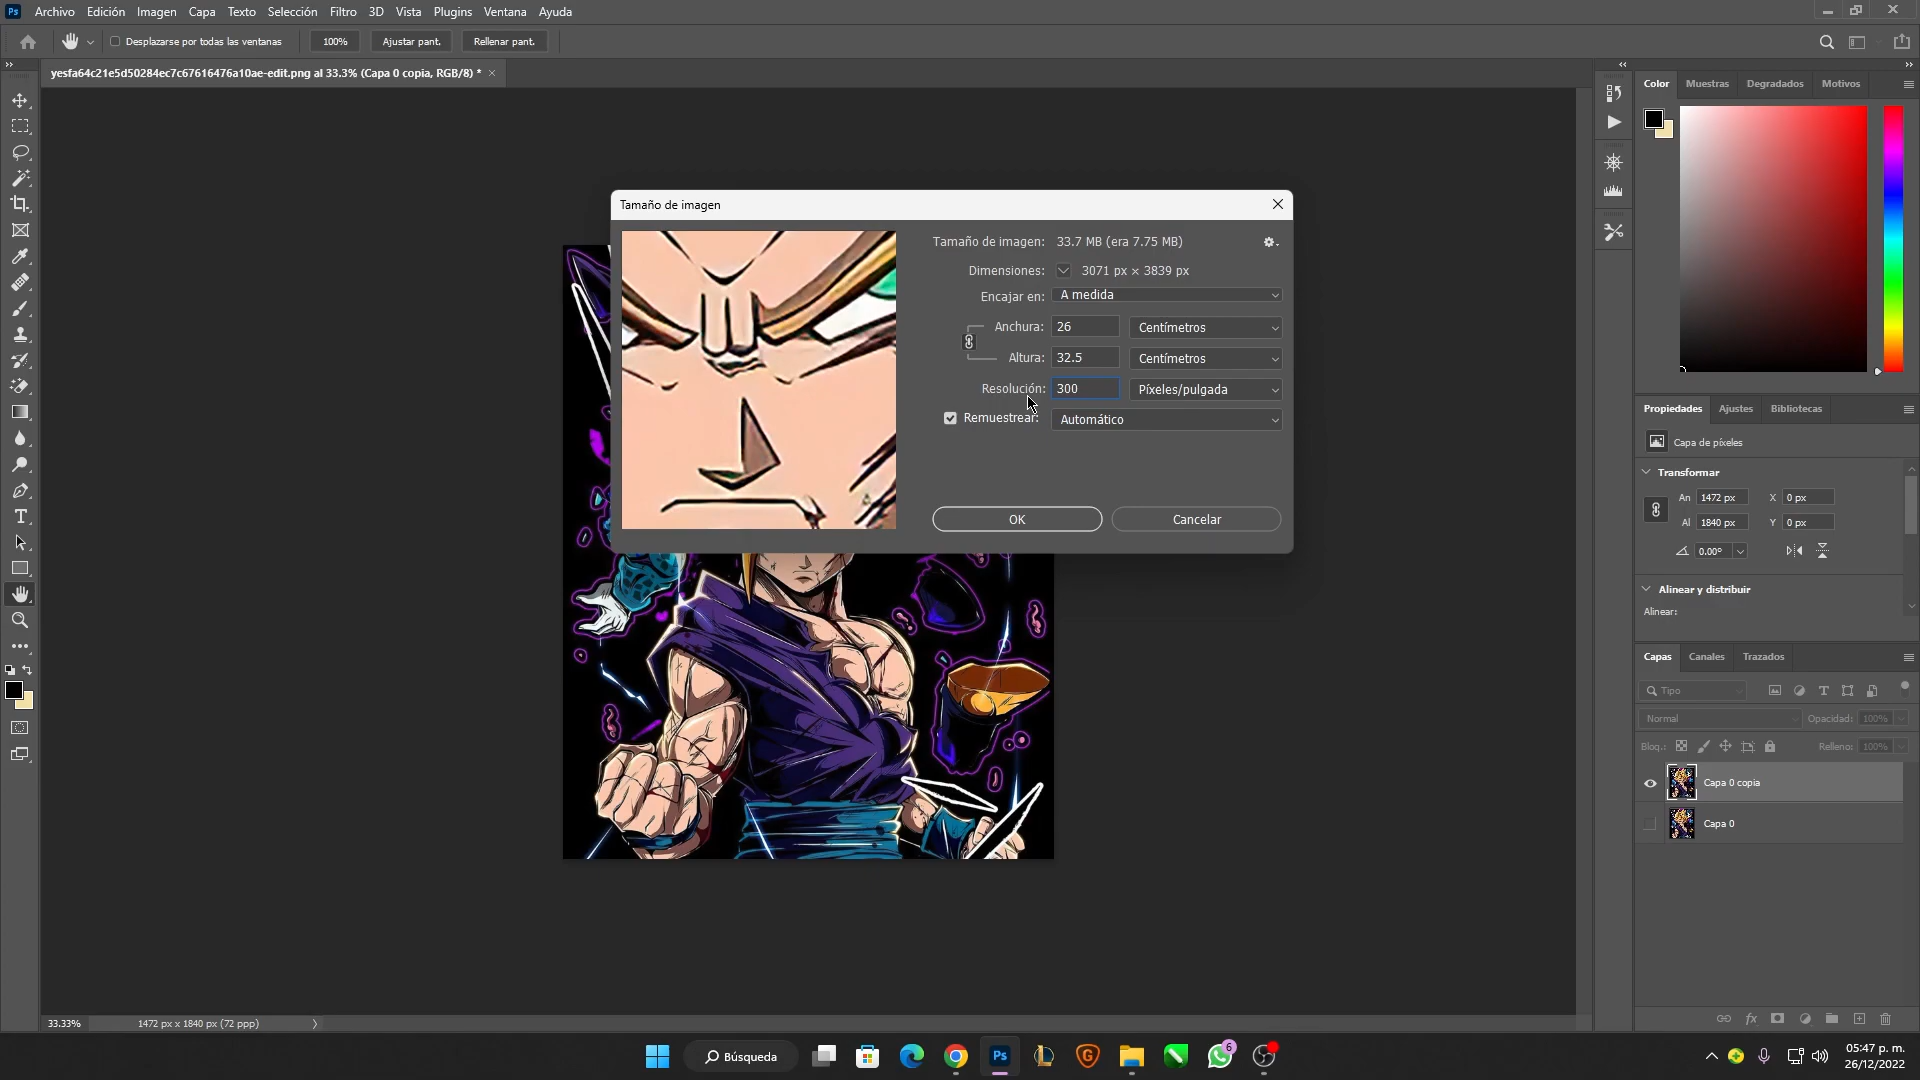 Ps Archivo Edición Imagen Capa Texto Selección Filtro 3D Vista Plugins Ventana Ayuda
Desplazarse por todas las ventanas 100% Ajustar pant. Rellenar pant.
yesfa64c21e5d50284ec7c67616476a10ae-edit.png al 33.3% (Capa 0 copia, RGB/8) *
Tamaño de imagen
Tamaño de imagen: 33.7 MB (era 7.75 MB)
Dimensiones: 3071 px × 3839 px
Encajar en: A medida
Anchura: 26 Centímetros
Altura: 32.5 Centímetros
Resolución: 300 Píxeles/pulgada
Remuestrear: Automático
OK Cancelar
Color Muestras Degradados Motivos
Propiedades Ajustes Bibliotecas
Capa de píxeles
Transformar
An 1472 px X 0 px
Al 1840 px Y 0 px
0.00°
Alinear y distribuir
Alinear:
Capas Canales Trazados
Tipo
Normal Opacidad: 100%
Bloq.: Relleno: 100%
Capa 0 copia
Capa 0
33.33% 1472 px x 1840 px (72 ppp)
Búsqueda
Ps
6
05:47 p. m.
26/12/2022